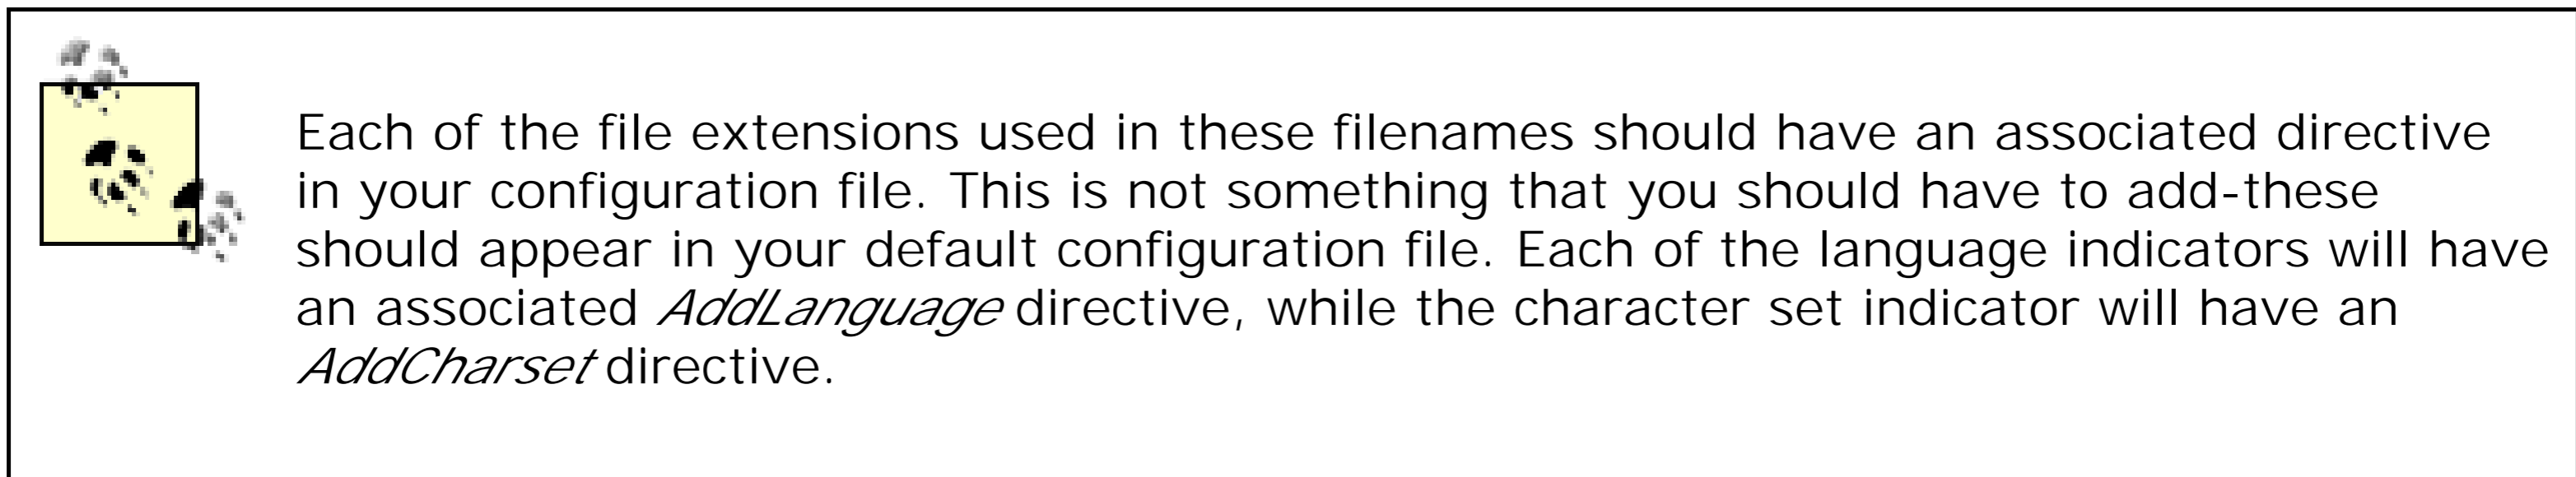 Each of the file extensions used in these filenames should have an associated directive
in your configuration file. This is not something that you should have to add-these
should appear in your default configuration file. Each of the language indicators will have
an associated AddLanguage directive, while the character set indicator will have an
AddCharset directive.